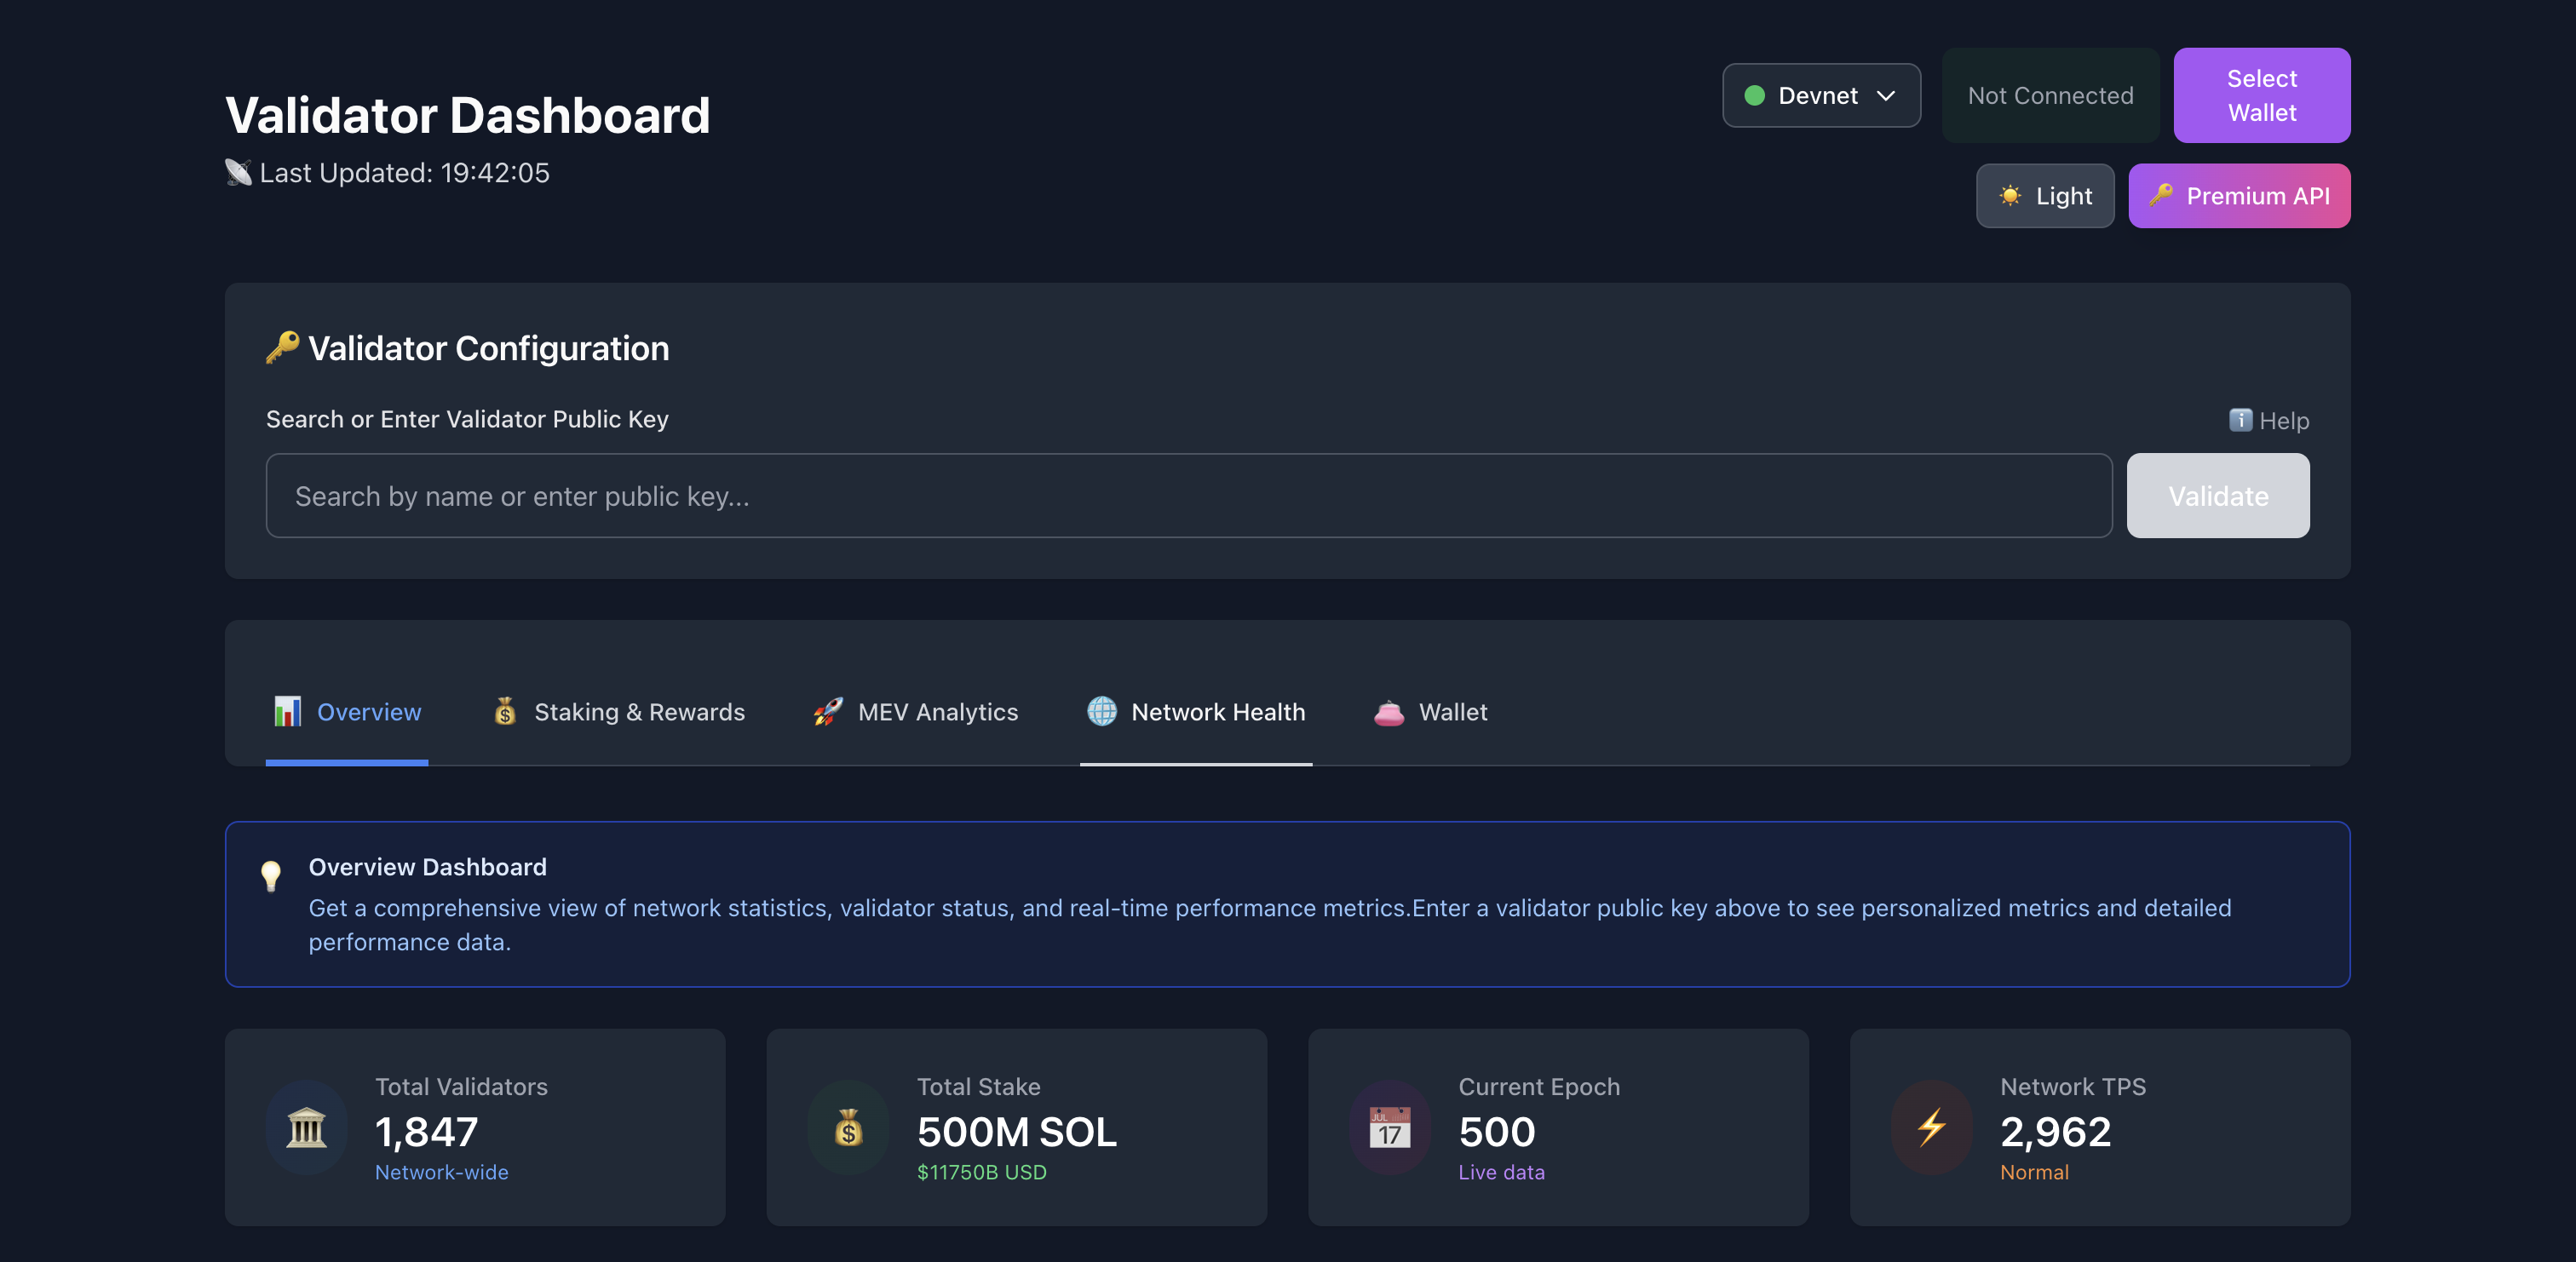 Validator Dashboard
Last Updated: 19:42:05
Devnet
Not Connected
Select
Wallet
Light
Premium API
Validator Configuration
Search or Enter Validator Public Key
Help
Search by name or enter public key...
Validate
Overview
Staking & Rewards
MEV Analytics
Network Health
Wallet
Overview Dashboard
Get a comprehensive view of network statistics, validator status, and real-time performance metrics.Enter a validator public key above to see personalized metrics and detailed
performance data.
Total Validators
1,847
Network-wide
Total Stake
500M SOL
$11750B USD
JUL
17
Current Epoch
500
Live data
Network TPS
2,962
Normal